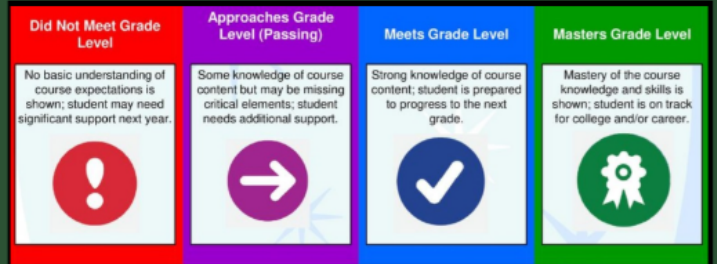 Did Not Meet Grade
Level
No basic understanding of
course expectations is
shown; student may need
significant support next year.
Approaches Grade
Level (Passing)
Some knowledge of course
content but may be missing
critical elements; student
needs additional support.
Meets Grade Level
Strong knowledge of course
content; student is prepared
to progress to the next
grade.
Masters Grade Level
Mastery of the course
knowledge and skills is
shown; student is on track
for college and/or career.